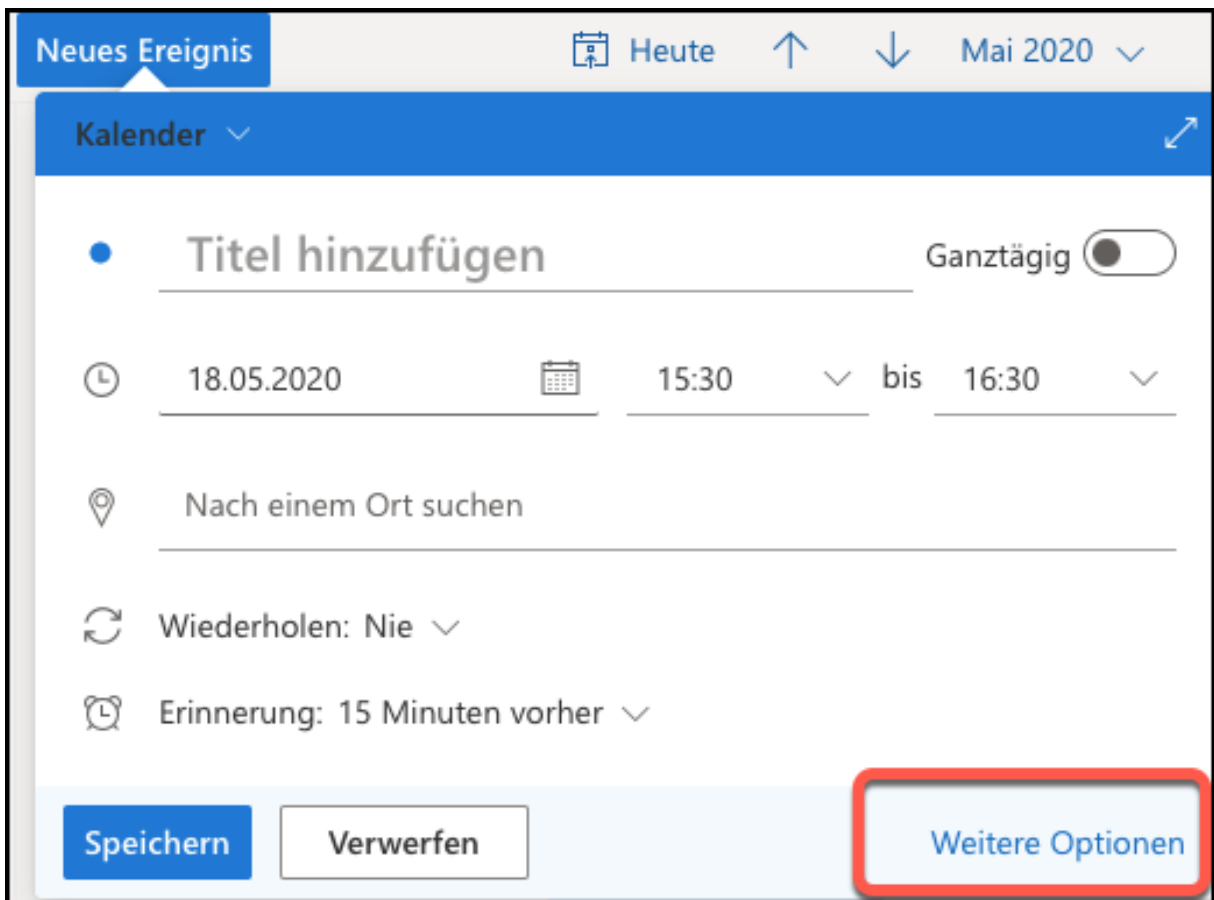 Neues Ereignis Heute Mai 2020
Kalender
Titel hinzufügen Ganztägig
18.05.2020 15:30 bis 16:30
Nach einem Ort suchen
Wiederholen: Nie
Erinnerung: 15 Minuten vorher
Speichern Verwerfen Weitere Optionen